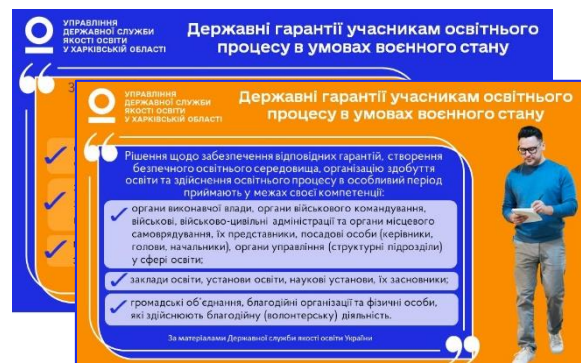 УПРАВЛІННЯ
ДЕРЖАВНОЇ СЛУЖБИ
ЯКОСТІ ОСВІТИ
У ХАРКІВСЬКІЙ ОБЛАСТІ
Державні гарантії учасникам освітнього
процесу в умовах воєнного стану
УПРАВЛІННЯ
ДЕРЖАВНОЇ СЛУЖБИ
ЯКОСТІ ОСВІТИ
У ХАРКІВСЬКІЙ ОБЛАСТІ
Державні гарантії учасникам освітнього
процесу в умовах воєнного стану
Рішення щодо забезпечення відповідних гарантій, створення
безпечного освітнього середовища, організацію здобуття
освіти та здійснення освітнього процесу в особливий період
приймають у межах своєї компетенції:
органи виконавчої влади, органи військового командування,
військові, військово-цивільні адміністрації та органи місцевого
самоврядування, їх представники, посадові особи (керівники,
голови, начальники), органи управління (структурні підрозділи)
у сфері освіти;
заклади освіти, установи освіти, наукові установи, їх засновники;
громадські об'єднання, благодійні організації та фізичні особи,
які здійснюють благодійну (волонтерську) діяльність.
За матеріалами Державної служби якості освіти України